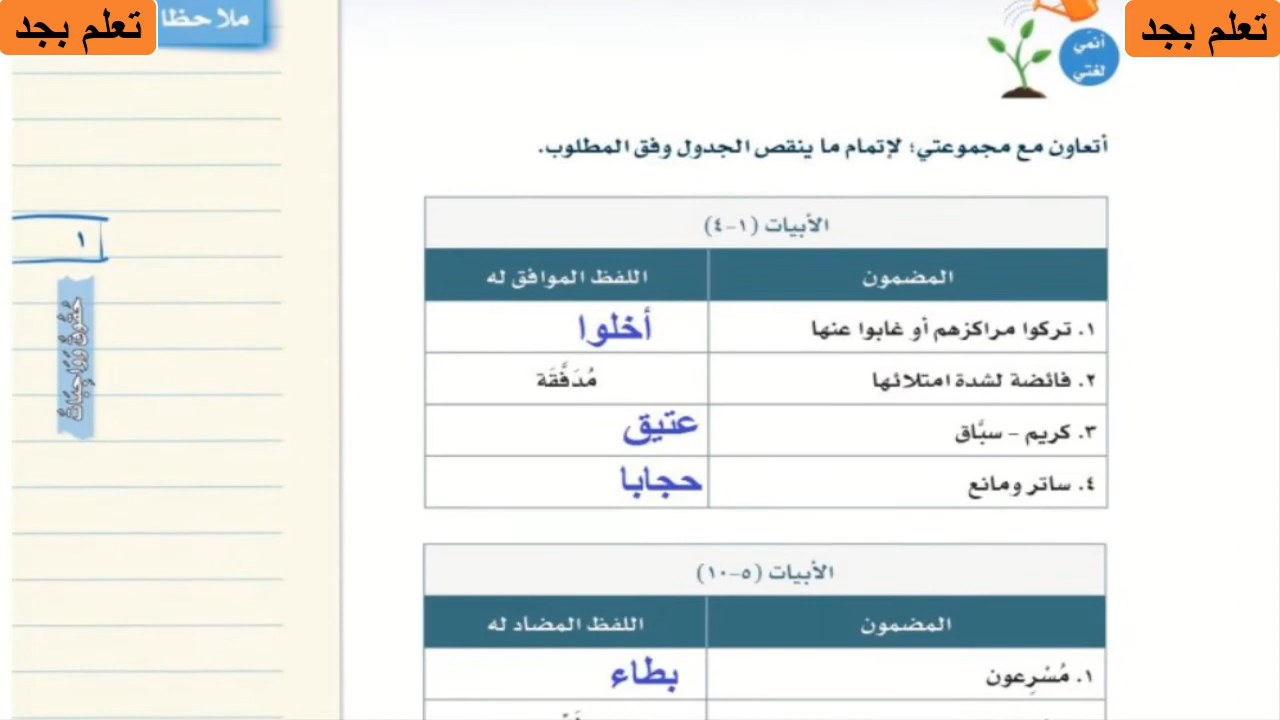 تعلم بجد
ملاحظا
تعلم بجد
أنمّي
لغتي
أتعاون مع مجموعتي؛ لإتمام ما ينقص الجدول وفق المطلوب.
الأبيات (١-٤)
المضمون اللفظ الموافق له
١. تركوا مراكزهم أو غابوا عنها أخلوا
٢. فائضة لشدة امتلائها مُدَفَّقَة
٣. كريم - سبَّاق عتيق
٤. ساتر ومانع حجابا
الأبيات (٥-١٠)
المضمون اللفظ المضاد له
١. مُسْرِعون بطاء
١